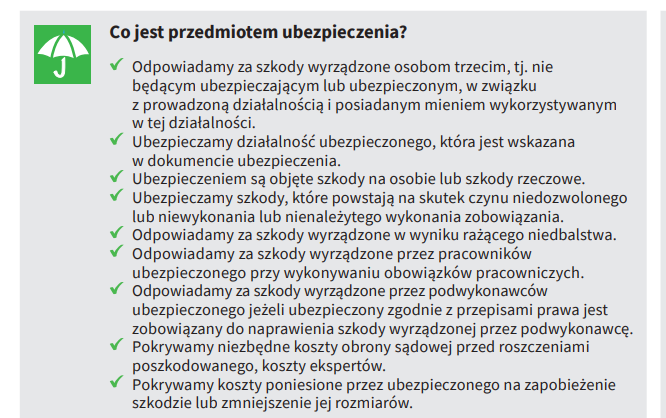 Co jest przedmiotem ubezpieczenia?
Odpowiadamy za szkody wyrządzone osobom trzecim, tj. nie
będącym ubezpieczającym lub ubezpieczonym, w związku
z prowadzoną działalnością i posiadanym mieniem wykorzystywanym
w tej działalności.
Ubezpieczamy działalność ubezpieczonego, która jest wskazana
w dokumencie ubezpieczenia.
Ubezpieczeniem są objęte szkody na osobie lub szkody rzeczowe.
Ubezpieczamy szkody, które powstają na skutek czynu niedozwolonego
lub niewykonania lub nienależytego wykonania zobowiązania.
Odpowiadamy za szkody wyrządzone w wyniku rażącego niedbalstwa.
Odpowiadamy za szkody wyrządzone przez pracowników
ubezpieczonego przy wykonywaniu obowiązków pracowniczych.
Odpowiadamy za szkody wyrządzone przez podwykonawców
ubezpieczonego jeżeli ubezpieczony zgodnie z przepisami prawa jest
zobowiązany do naprawienia szkody wyrządzonej przez podwykonawcę.
Pokrywamy niezbędne koszty obrony sądowej przed roszczeniami
poszkodowanego, koszty ekspertów.
Pokrywamy koszty poniesione przez ubezpieczonego na zapobieżenie
szkodzie lub zmniejszenie jej rozmiarów.